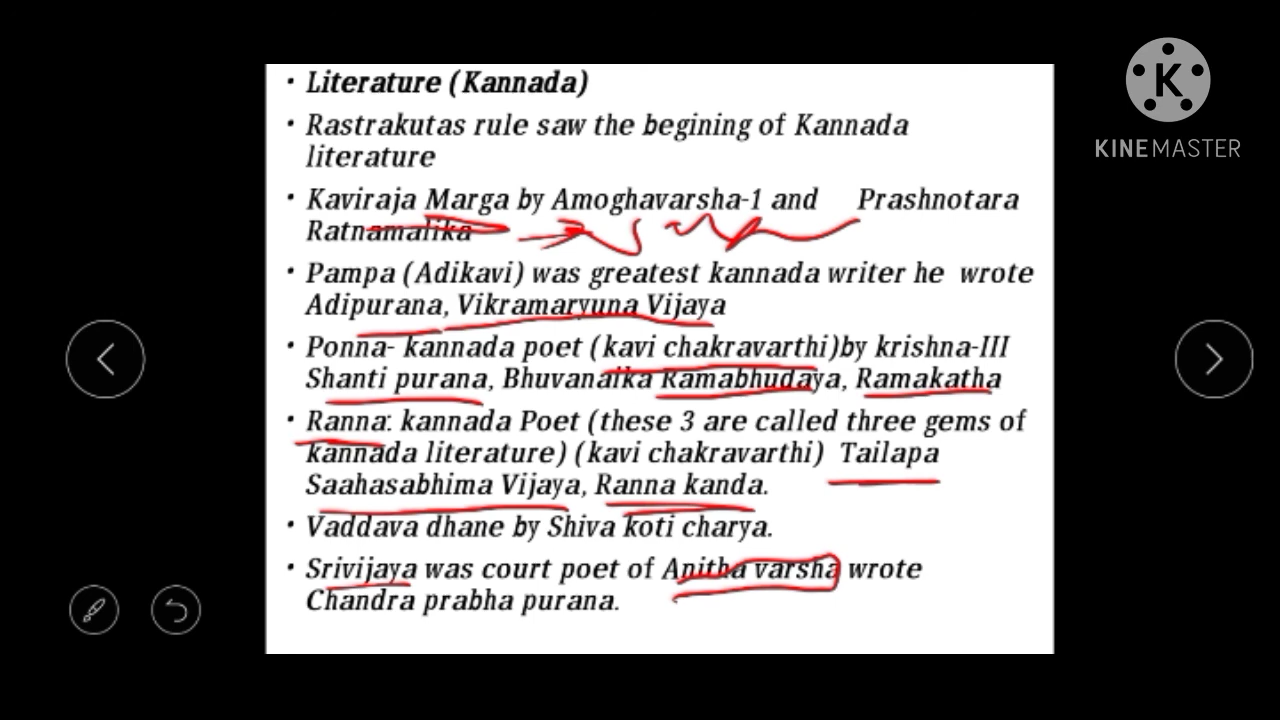 • Literature (Kannada)
• Rastrakutas rule saw the begining of Kannada
literature
• Kaviraja Marga by Amoghavarsha-1 and Prashnotara
Ratnamalika
• Pampa (Adikavi) was greatest kannada writer he wrote
Adipurana, Vikramaryuna Vijaya
• Ponna- kannada poet (kavi chakravarthi)by krishna-III
Shanti purana, Bhuvanaika Ramabhudaya, Ramakatha
• Ranna: kannada Poet (these 3 are called three gems of
kannada literature) (kavi chakravarthi) Tailapa
Saahasabhima Vijaya, Ranna kanda.
• Vaddava dhane by Shiva koti charya.
• Srivijaya was court poet of Anitha varsha wrote
Chandra prabha purana.
K
KINEMASTER